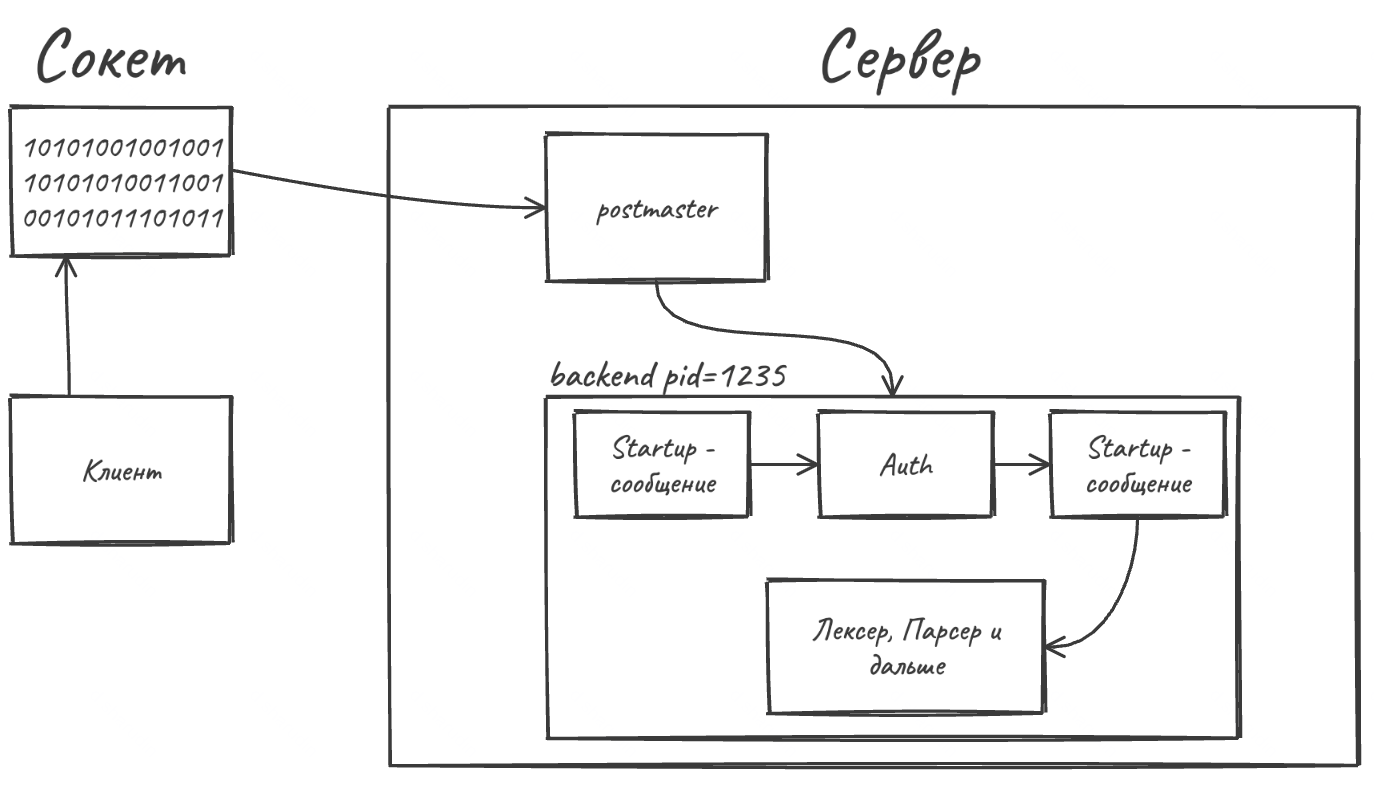 Сокет
Сервер
10101001001001
10101010011001
00101011101011
postmaster
backend pid=1235
Клиент
Startup -
сообщение
Auth
Startup -
сообщение
Лексер, Парсер и
дальше